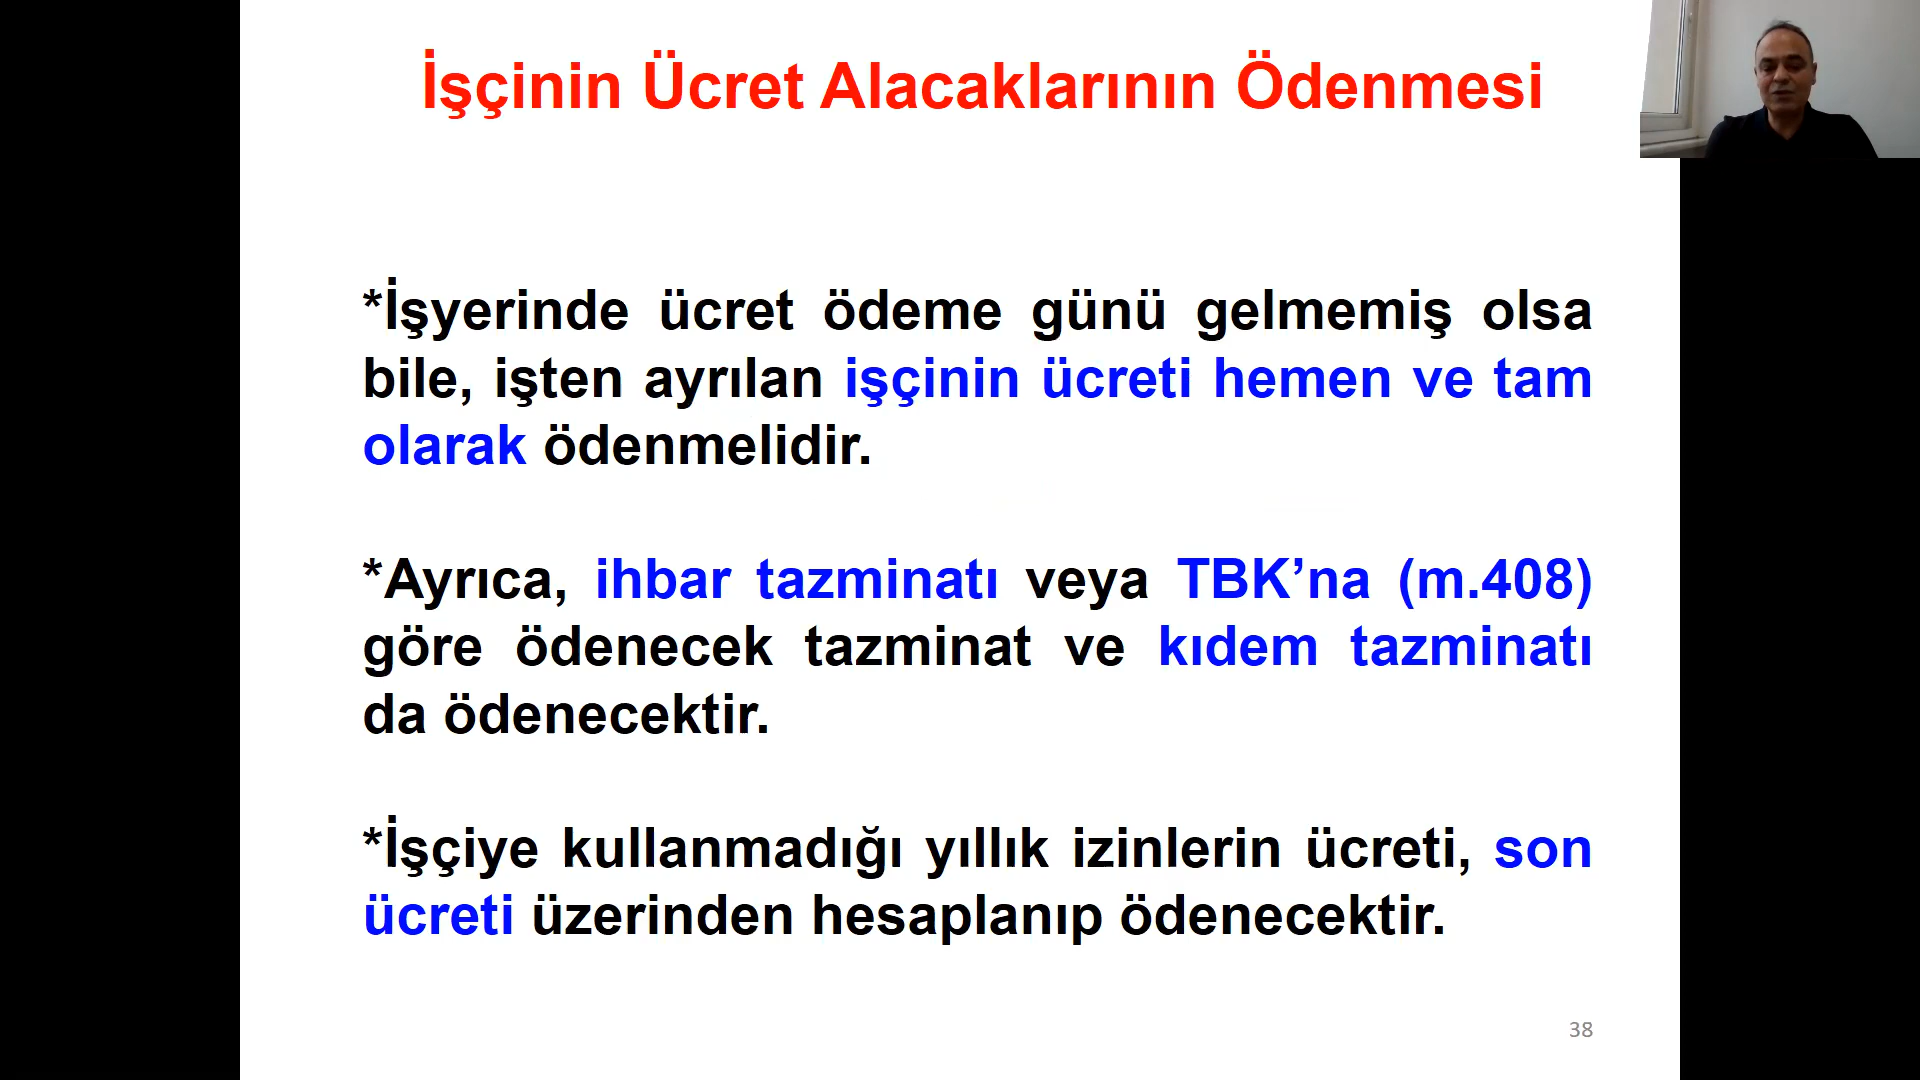 İşçinin Ücret Alacaklarının Ödenmesi
*İşyerinde ücret ödeme günü gelmemiş olsa
bile, işten ayrılan işçinin ücreti hemen ve tam
olarak ödenmelidir.
*Ayrıca, ihbar tazminatı veya TBK’na (m.408)
göre ödenecek tazminat ve kıdem tazminatı
da ödenecektir.
*İşçiye kullanmadığı yıllık izinlerin ücreti, son
ücreti üzerinden hesaplanıp ödenecektir.
38